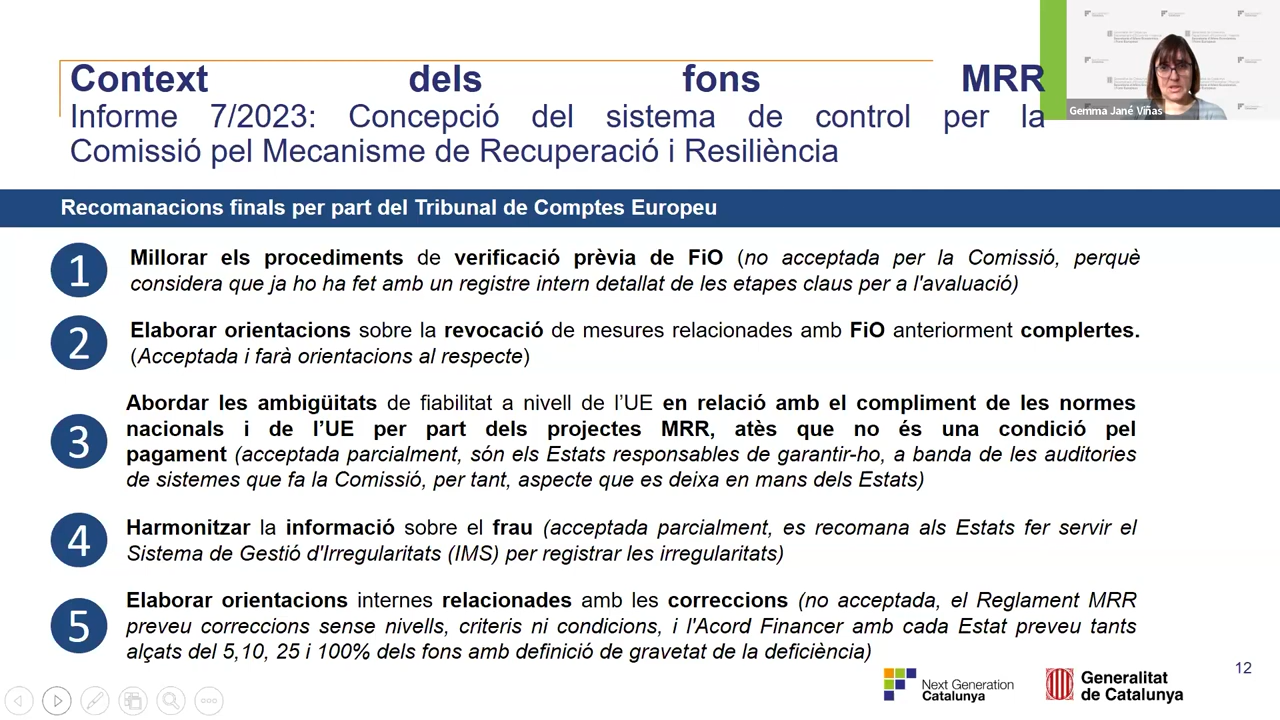 Context dels fons MRR
Informe 7/2023: Concepció del sistema de control per la
Comissió pel Mecanisme de Recuperació i Resiliència
Gemma Jané Viñas
Recomanacions finals per part del Tribunal de Comptes Europeu
1
Millorar els procediments de verificació prèvia de FiO (no acceptada per la Comissió, perquè
considera que ja ho ha fet amb un registre intern detallat de les etapes claus per a l'avaluació)
2
Elaborar orientacions sobre la revocació de mesures relacionades amb FiO anteriorment complertes.
(Acceptada i farà orientacions al respecte)
3
Abordar les ambigüitats de fiabilitat a nivell de l’UE en relació amb el compliment de les normes
nacionals i de l’UE per part dels projectes MRR, atès que no és una condició pel
pagament (acceptada parcialment, són els Estats responsables de garantir-ho, a banda de les auditories
de sistemes que fa la Comissió, per tant, aspecte que es deixa en mans dels Estats)
4
Harmonitzar la informació sobre el frau (acceptada parcialment, es recomana als Estats fer servir el
Sistema de Gestió d'Irregularitats (IMS) per registrar les irregularitats)
5
Elaborar orientacions internes relacionades amb les correccions (no acceptada, el Reglament MRR
preveu correccions sense nivells, criteris ni condicions, i l'Acord Financer amb cada Estat preveu tants
alçats del 5,10, 25 i 100% dels fons amb definició de gravetat de la deficiència)
Next Generation
Catalunya
Generalitat
de Catalunya
12